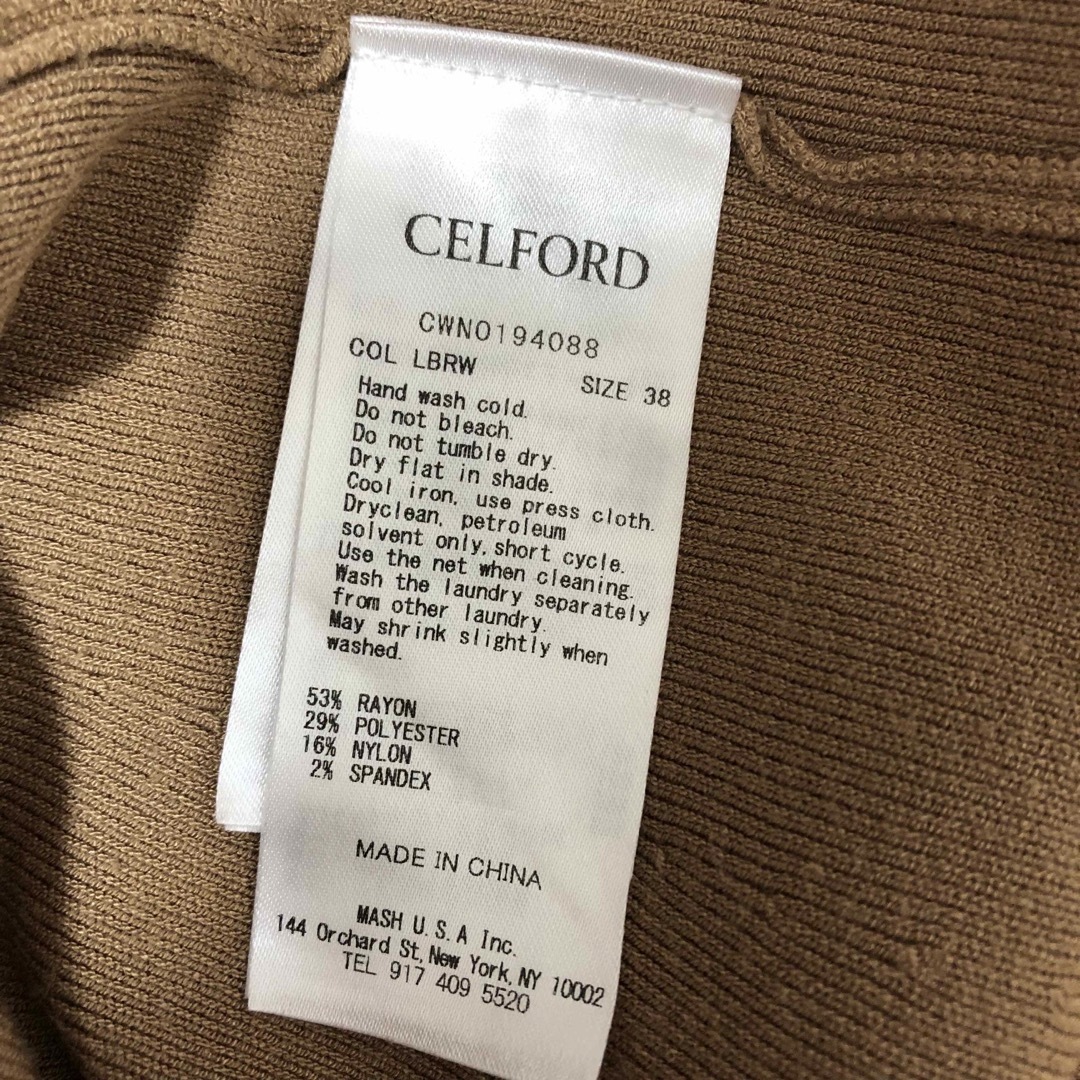 CELFORD
CWNO194088
COL LBRW
SIZE 38
Hand wash cold.
Do not bleach.
Do not tumble dry.
Dry flat in shade.
Cool iron, use press cloth.
Dryclean, petroleum
solvent only, short cycle.
Use the net when cleaning.
Wash the laundry separately
from other laundry.
May shrink slightly when
washed.
53% RAYON
29% POLYESTER
16% NYLON
2% SPANDEX
MADE IN CHINA
MASH U.S.A Inc.
144 Orchard St, New York, NY 10002
TEL 917 409 5520